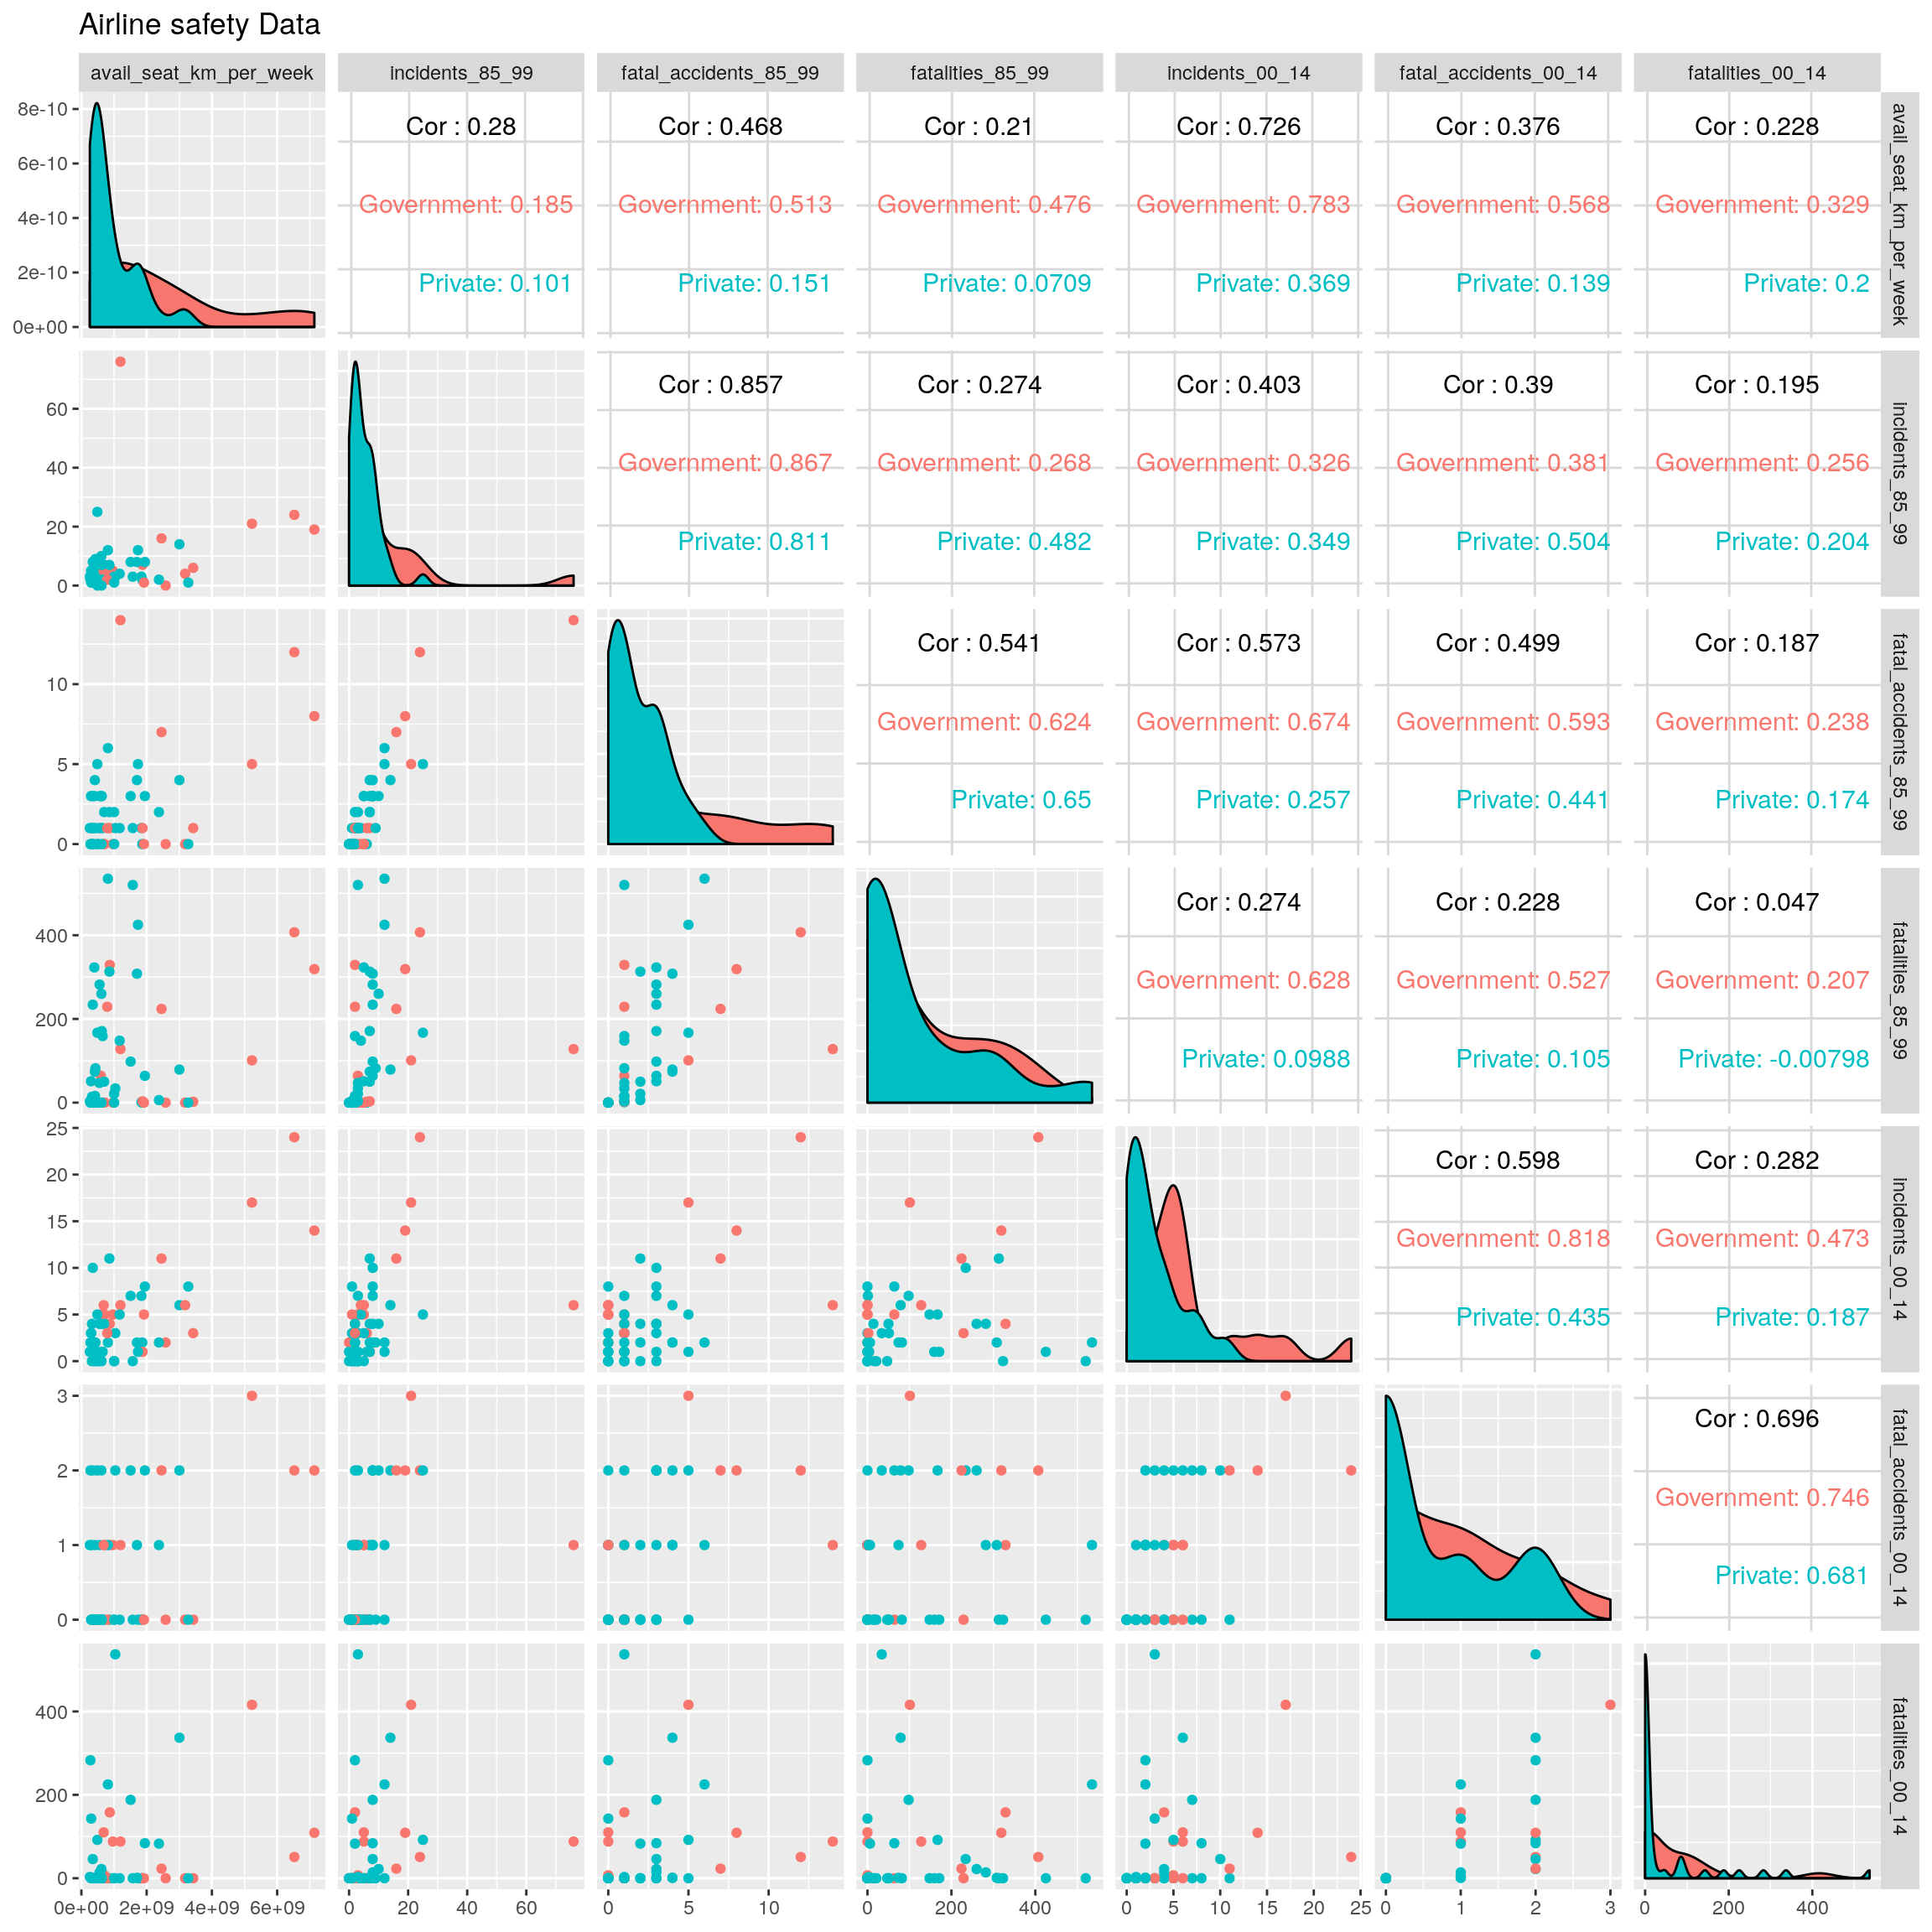 Airline safety Data
avail_seat_km_per_week incidents_85_99 fatal_accidents_85_99 fatalities_85_99 incidents_00_14 fatal_accidents_00_14 fatalities_00_14
8e-10
6e-10
4e-10
2e-10
0e+00
Cor : 0.28 Cor : 0.468 Cor : 0.21 Cor : 0.726 Cor : 0.376 Cor : 0.228
Government: 0.185 Government: 0.513 Government: 0.476 Government: 0.783 Government: 0.568 Government: 0.329
Private: 0.101 Private: 0.151 Private: 0.0709 Private: 0.369 Private: 0.139 Private: 0.2
avail_seat_km_per_week
60
40
20
0
Cor : 0.857 Cor : 0.274 Cor : 0.403 Cor : 0.39 Cor : 0.195
Government: 0.867 Government: 0.268 Government: 0.326 Government: 0.381 Government: 0.256
Private: 0.811 Private: 0.482 Private: 0.349 Private: 0.504 Private: 0.204
incidents_85_99
10
5
0
Cor : 0.541 Cor : 0.573 Cor : 0.499 Cor : 0.187
Government: 0.624 Government: 0.674 Government: 0.593 Government: 0.238
Private: 0.65 Private: 0.257 Private: 0.441 Private: 0.174
fatal_accidents_85_99
400
200
0
Cor : 0.274 Cor : 0.228 Cor : 0.047
Government: 0.628 Government: 0.527 Government: 0.207
Private: 0.0988 Private: 0.105 Private: -0.00798
fatalities_85_99
25
20
15
10
5
0
Cor : 0.598 Cor : 0.282
Government: 0.818 Government: 0.473
Private: 0.435 Private: 0.187
incidents_00_14
3
2
1
0
Cor : 0.696
Government: 0.746
Private: 0.681
fatal_accidents_00_14
400
200
0
fatalities_00_14
0e+00 2e+09 4e+09 6e+09 0 20 40 60 0 5 10 0 200 400 0 5 10 15 20 25 0 1 2 3 0 200 400